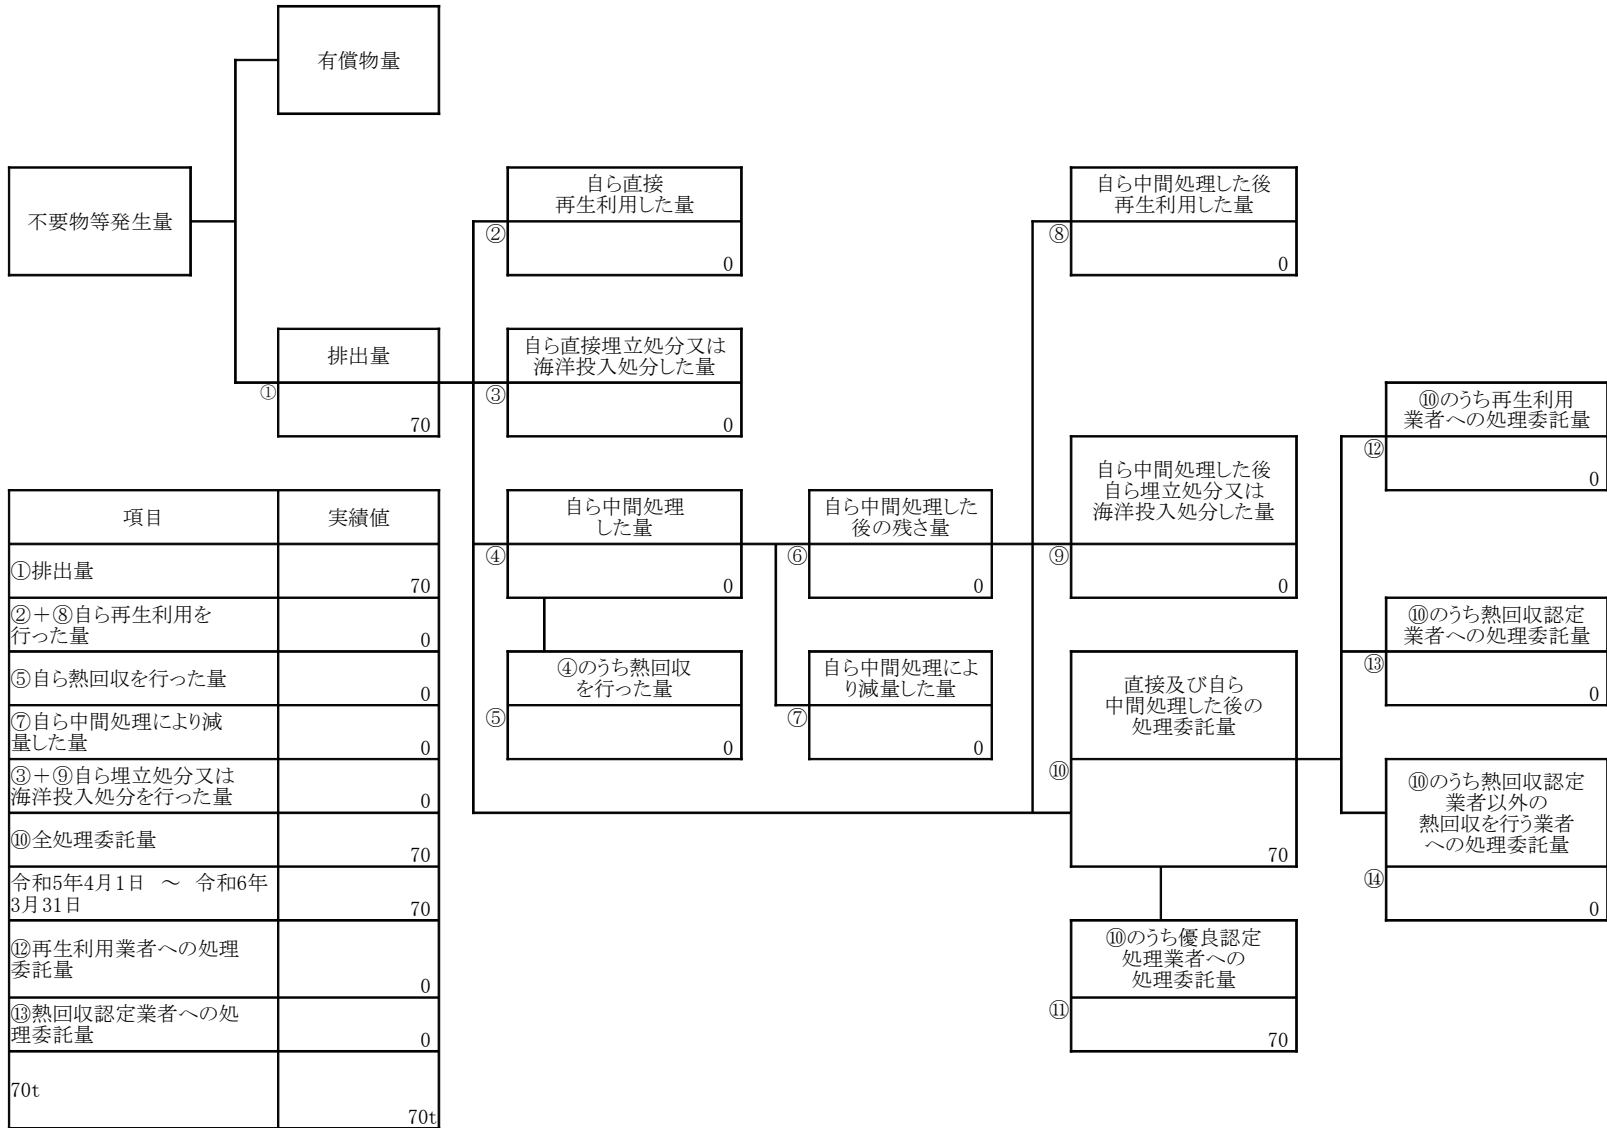 有償物量
不要物等発生量
自ら直接
再生利用した量
②
0
自ら中間処理した後
再生利用した量
⑧
0
排出量
①
70
自ら直接埋立処分又は
海洋投入処分した量
③
0
⑩のうち再生利用
業者への処理委託量
⑫
0
自ら中間処理
した量
④
0
自ら中間処理した
後の残さ量
⑥
0
自ら中間処理した後
自ら埋立処分又は
海洋投入処分した量
⑨
0
⑩のうち熱回収認定
業者への処理委託量
⑬
0
④のうち熱回収
を行った量
⑤
0
自ら中間処理によ
り減量した量
⑦
0
直接及び自ら
中間処理した後の
処理委託量
⑩
70
⑩のうち熱回収認定
業者以外の
熱回収を行う業者
への処理委託量
⑭
0
⑩のうち優良認定
処理業者への
処理委託量
⑪
70
項目 実績値
①排出量 70
②＋⑧自ら再生利用を
行った量 0
⑤自ら熱回収を行った量 0
⑦自ら中間処理により減
量した量 0
③＋⑨自ら埋立処分又は
海洋投入処分を行った量 0
⑩全処理委託量 70
令和5年4月1日　～　令和6年
3月31日 70
⑫再生利用業者への処理
委託量 0
⑬熱回収認定業者への処
理委託量 0
70t 70t